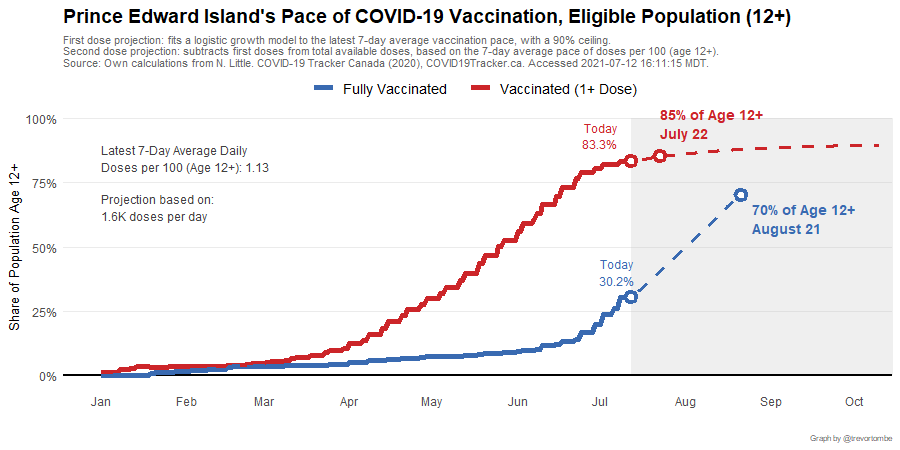 Prince Edward Island's Pace of COVID-19 Vaccination, Eligible Population (12+)
First dose projection: fits a logistic growth model to the latest 7-day average vaccination pace, with a 90% ceiling.
Second dose projection: subtracts first doses from total available doses, based on the 7-day average pace of doses per 100 (age 12+).
Source: Own calculations from N. Little. COVID-19 Tracker Canada (2020), COVID19Tracker.ca. Accessed 2021-07-12 16:11:15 MDT.
Fully Vaccinated Vaccinated (1+ Dose)
Share of Population Age 12+
100%
75%
50%
25%
0%
Latest 7-Day Average Daily
Doses per 100 (Age 12+): 1.13
Projection based on:
1.6K doses per day
Today
83.3%
85% of Age 12+
July 22
Today
30.2%
70% of Age 12+
August 21
Jan Feb Mar Apr May Jun Jul Aug Sep Oct
Graph by @trevortombe